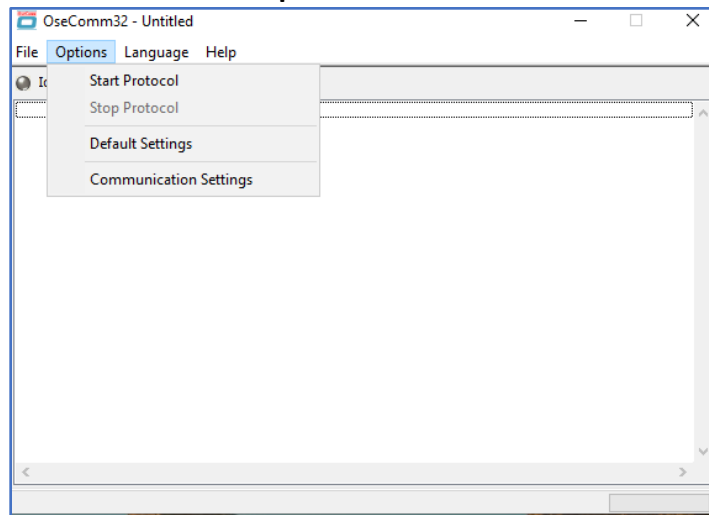 OseComm32 - Untitled
File Options Language Help
Start Protocol
Stop Protocol
Default Settings
Communication Settings